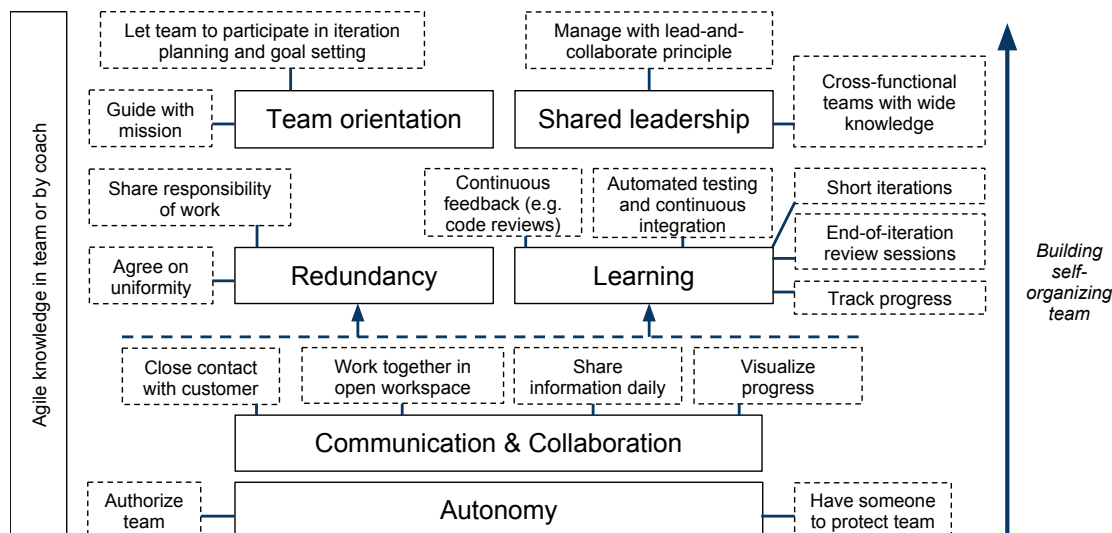 Agile knowledge in team or by coach
Let team to participate in iteration
planning and goal setting
Manage with lead-and-
collaborate principle
Guide with
mission
Team orientation
Shared leadership
Cross-functional
teams with wide
knowledge
Share responsibility
of work
Continuous
feedback (e.g.
code reviews)
Automated testing
and continuous
integration
Short iterations
End-of-iteration
review sessions
Agree on
uniformity
Redundancy
Learning
Track progress
Building
self-
organizing
team
Close contact
with customer
Work together in
open workspace
Share
information daily
Visualize
progress
Communication & Collaboration
Authorize
team
Autonomy
Have someone
to protect team